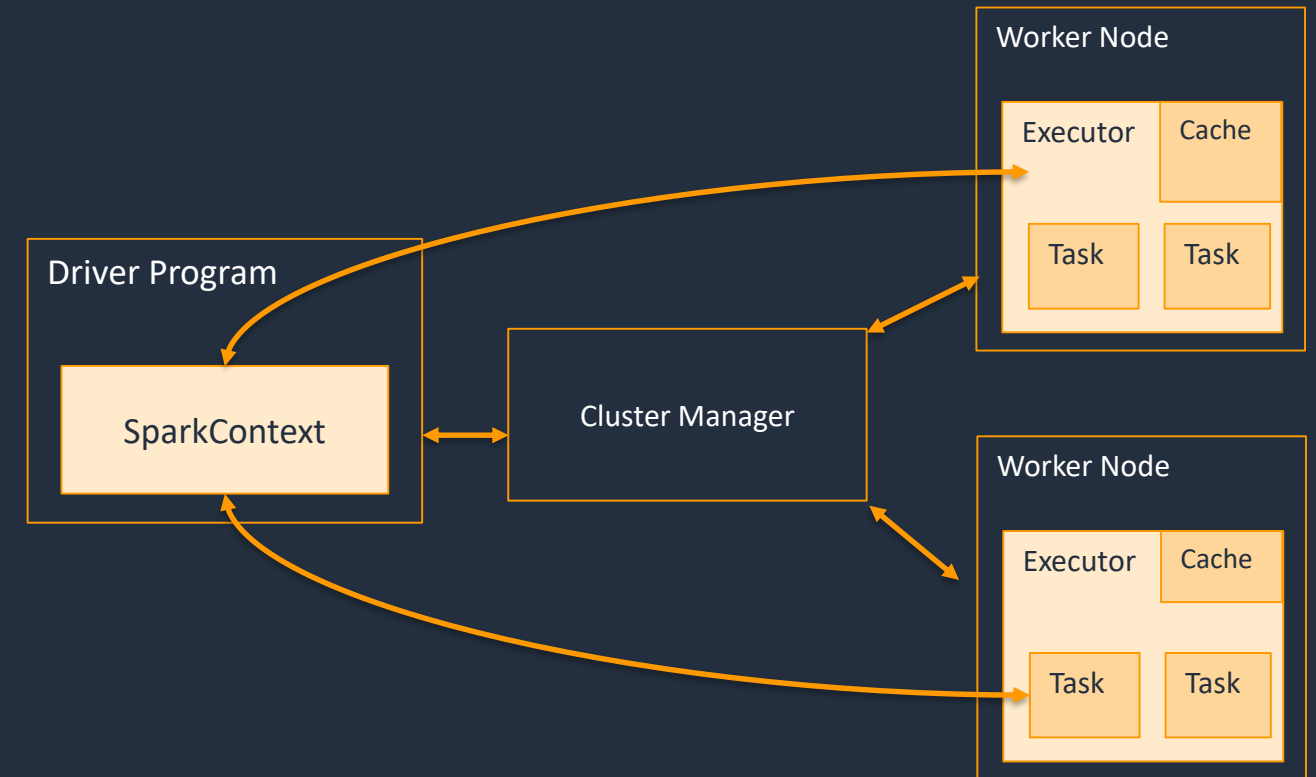 Worker Node
Executor
Cache
Task
Task
Driver Program
SparkContext
Cluster Manager
Worker Node
Executor
Cache
Task
Task